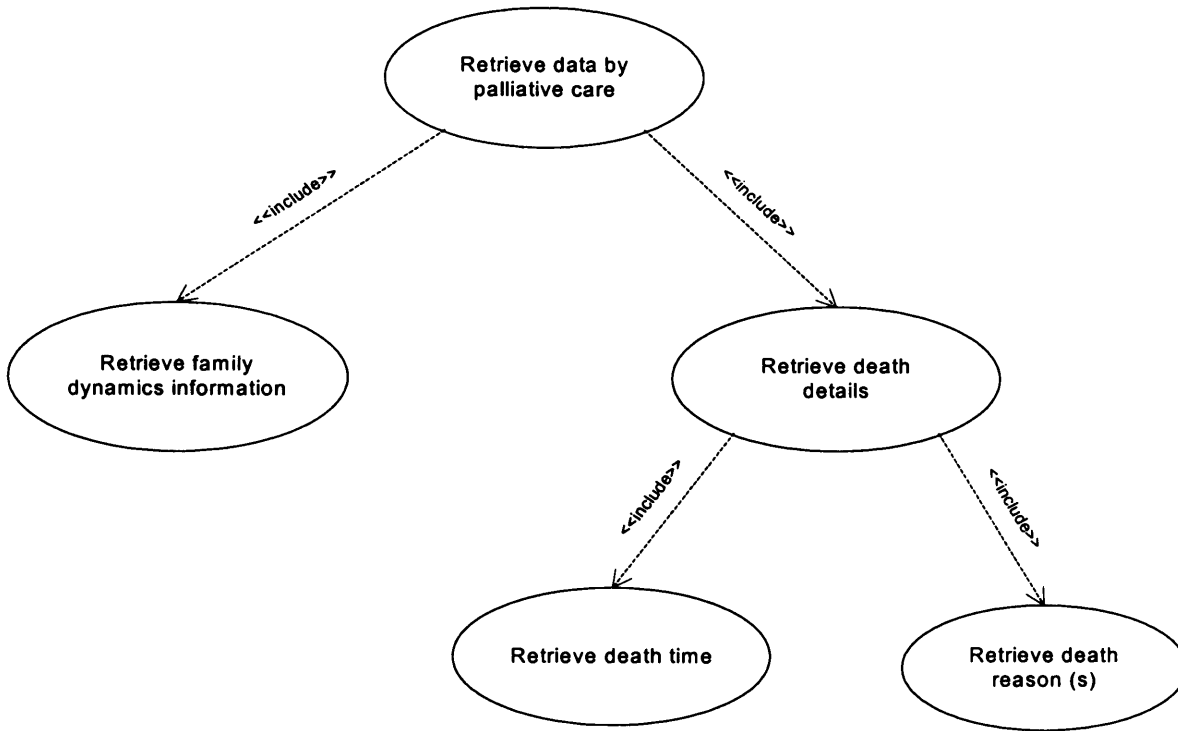 Retrieve data by
palliative care
<<include>>
<<include>>
Retrieve family
dynamics information
Retrieve death
details
<<include>>
<<include>>
Retrieve death time
Retrieve death
reason (s)